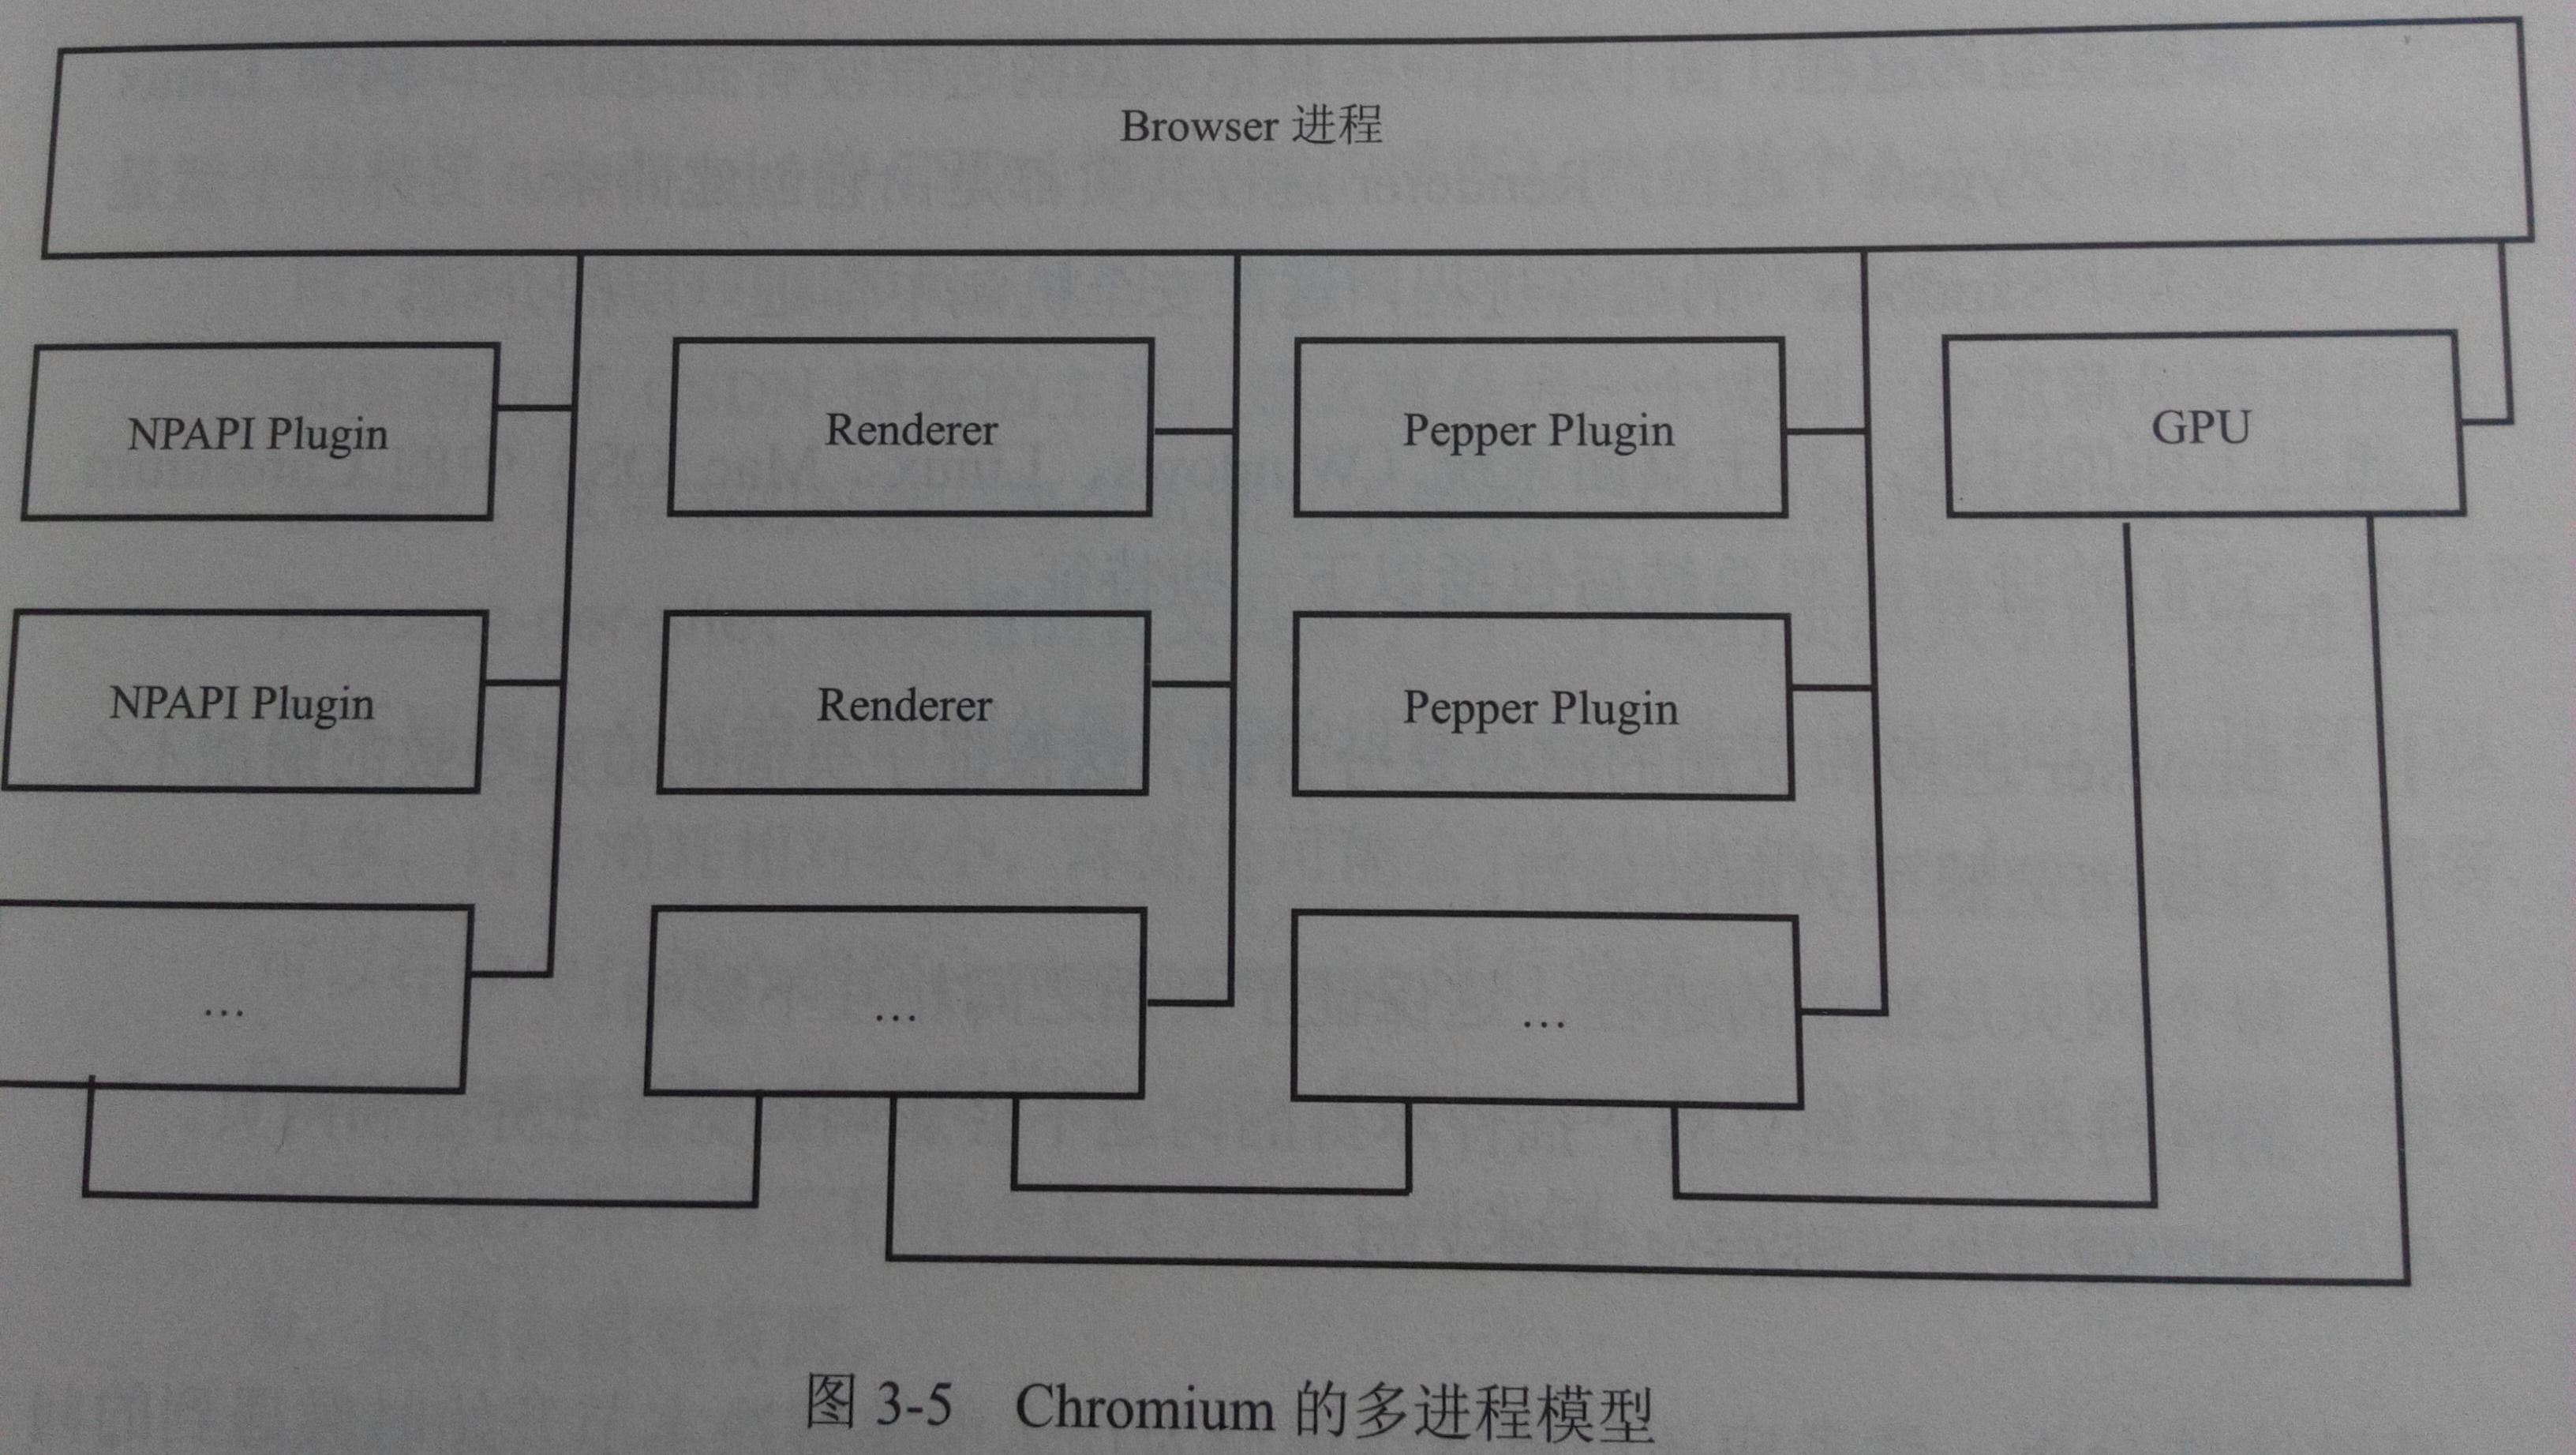 Browser 进程
NPAPI Plugin
Renderer
Pepper Plugin
GPU
NPAPI Plugin
Renderer
Pepper Plugin
…
…
…
图 3-5 Chromium 的多进程模型